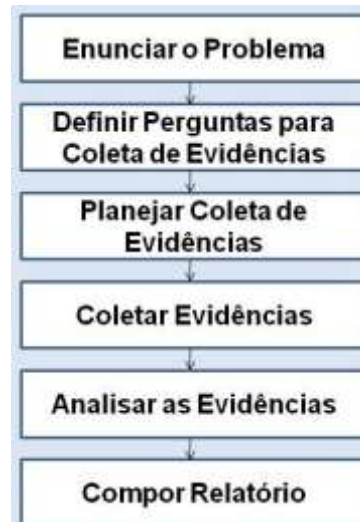 Enunciar o Problema
Definir Perguntas para
Coleta de Evidências
Planejar Coleta de
Evidências
Coletar Evidências
Analisar as Evidências
Compor Relatório